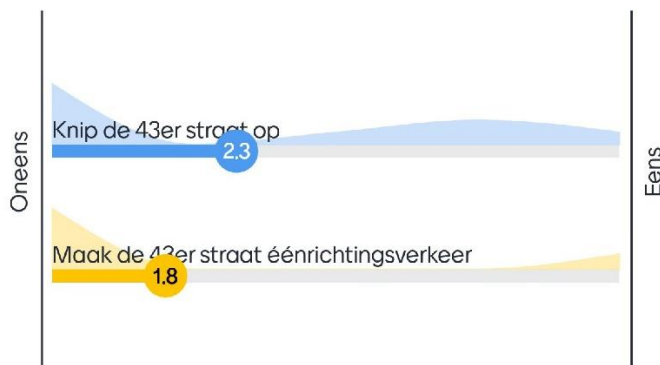 Oneens
Knip de 43er straat op
2.3
Maak de 43er straat éénrichtingsverkeer
1.8
Eens